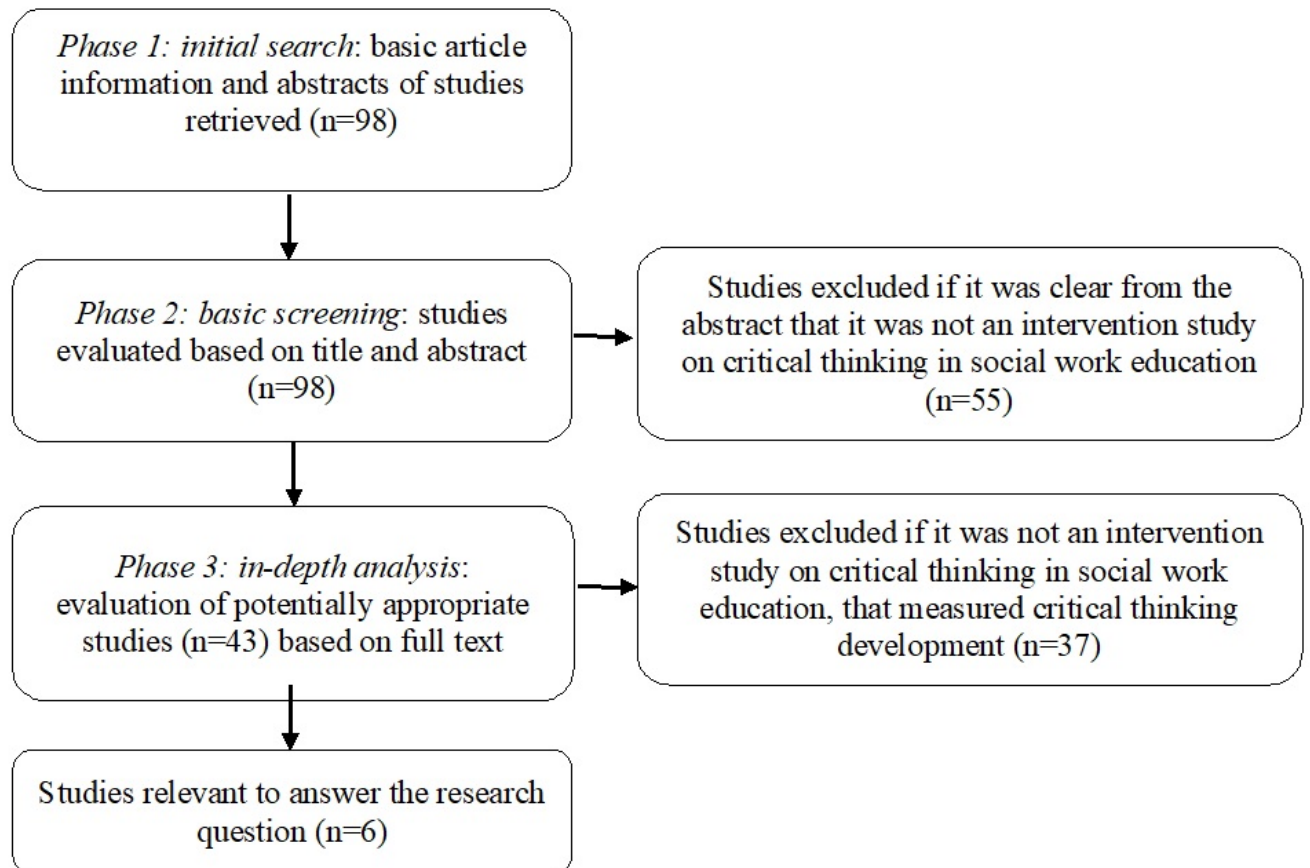 Phase 1: initial search: basic article
information and abstracts of studies
retrieved (n=98)
Phase 2: basic screening: studies
evaluated based on title and abstract
(n=98)
Studies excluded if it was clear from the
abstract that it was not an intervention study
on critical thinking in social work education
(n=55)
Phase 3: in-depth analysis:
evaluation of potentially appropriate
studies (n=43) based on full text
Studies excluded if it was not an intervention
study on critical thinking in social work
education, that measured critical thinking
development (n=37)
Studies relevant to answer the research
question (n=6)